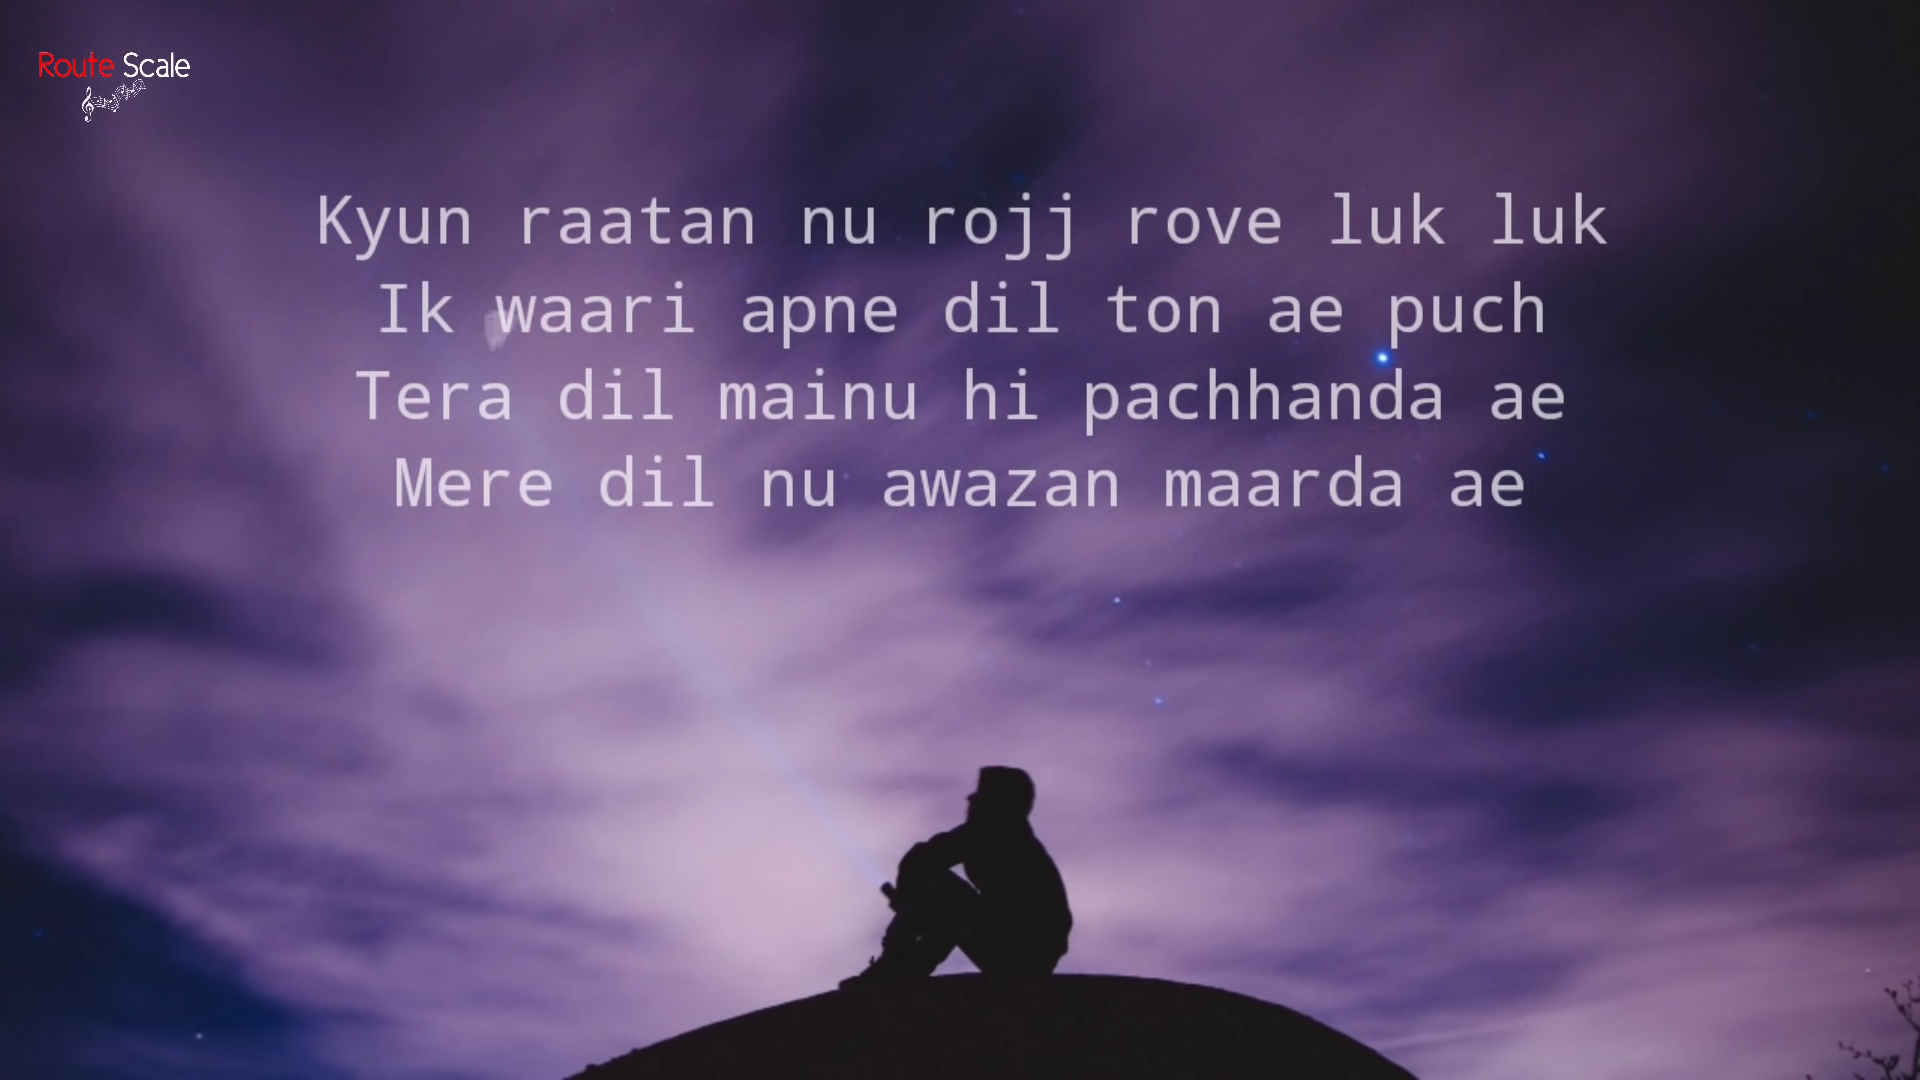 Route Scale
Kyun raatan nu rojj rove luk luk
Ik waari apne dil ton ae puch
Tera dil mainu hi pachhanda ae
Mere dil nu awazan maarda ae